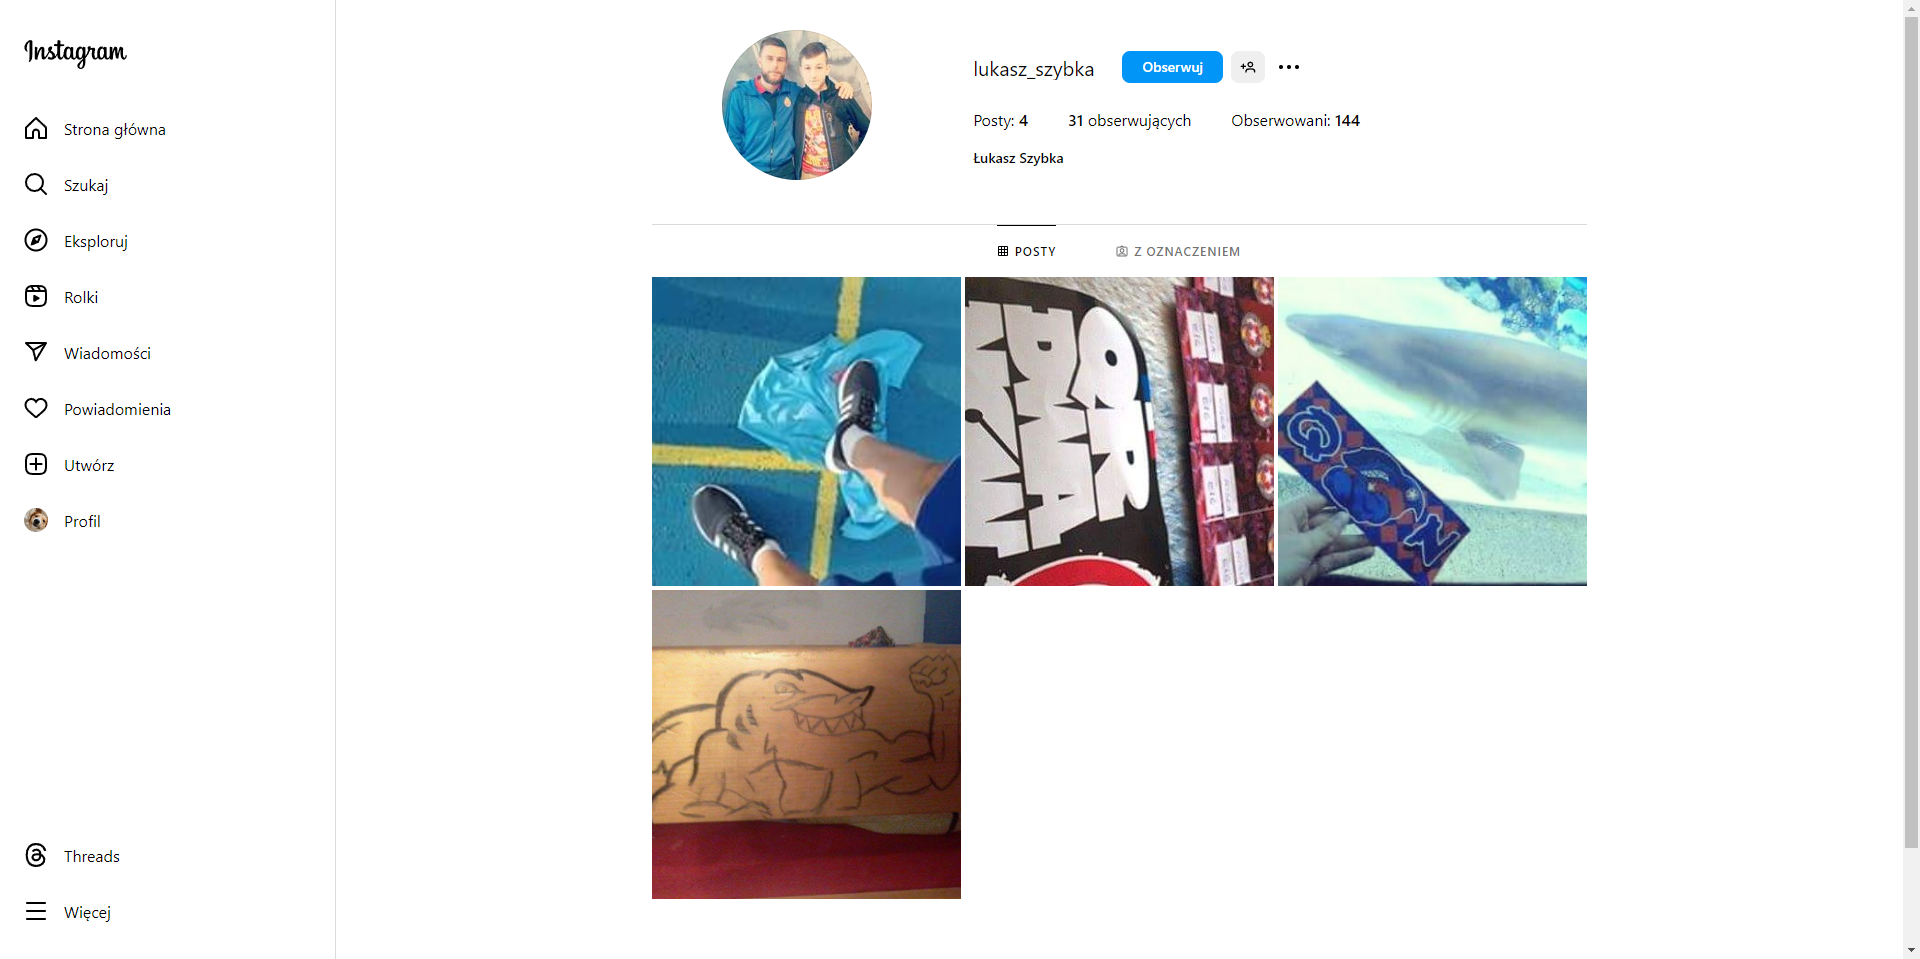 Instagram
Strona główna
Szukaj
Eksploruj
Rolki
Wiadomości
Powiadomienia
Utwórz
Profil
Threads
Więcej
lukasz_szybka
Obserwuj
Posty: 4
31 obserwujących
Obserwowani: 144
Łukasz Szybka
POSTY
Z OZNACZENIEM